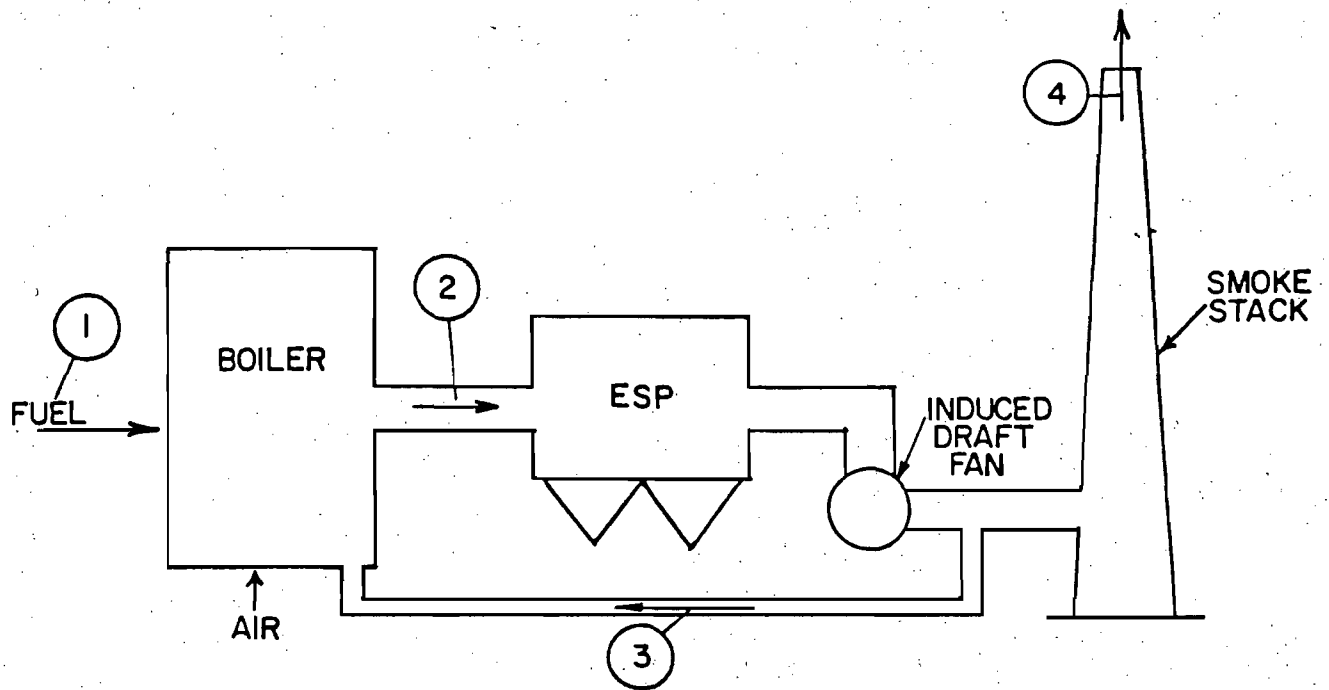 4
SMOKE
STACK
2
1
BOILER
FUEL
ESP
INDUCED
DRAFT
FAN
AIR
3